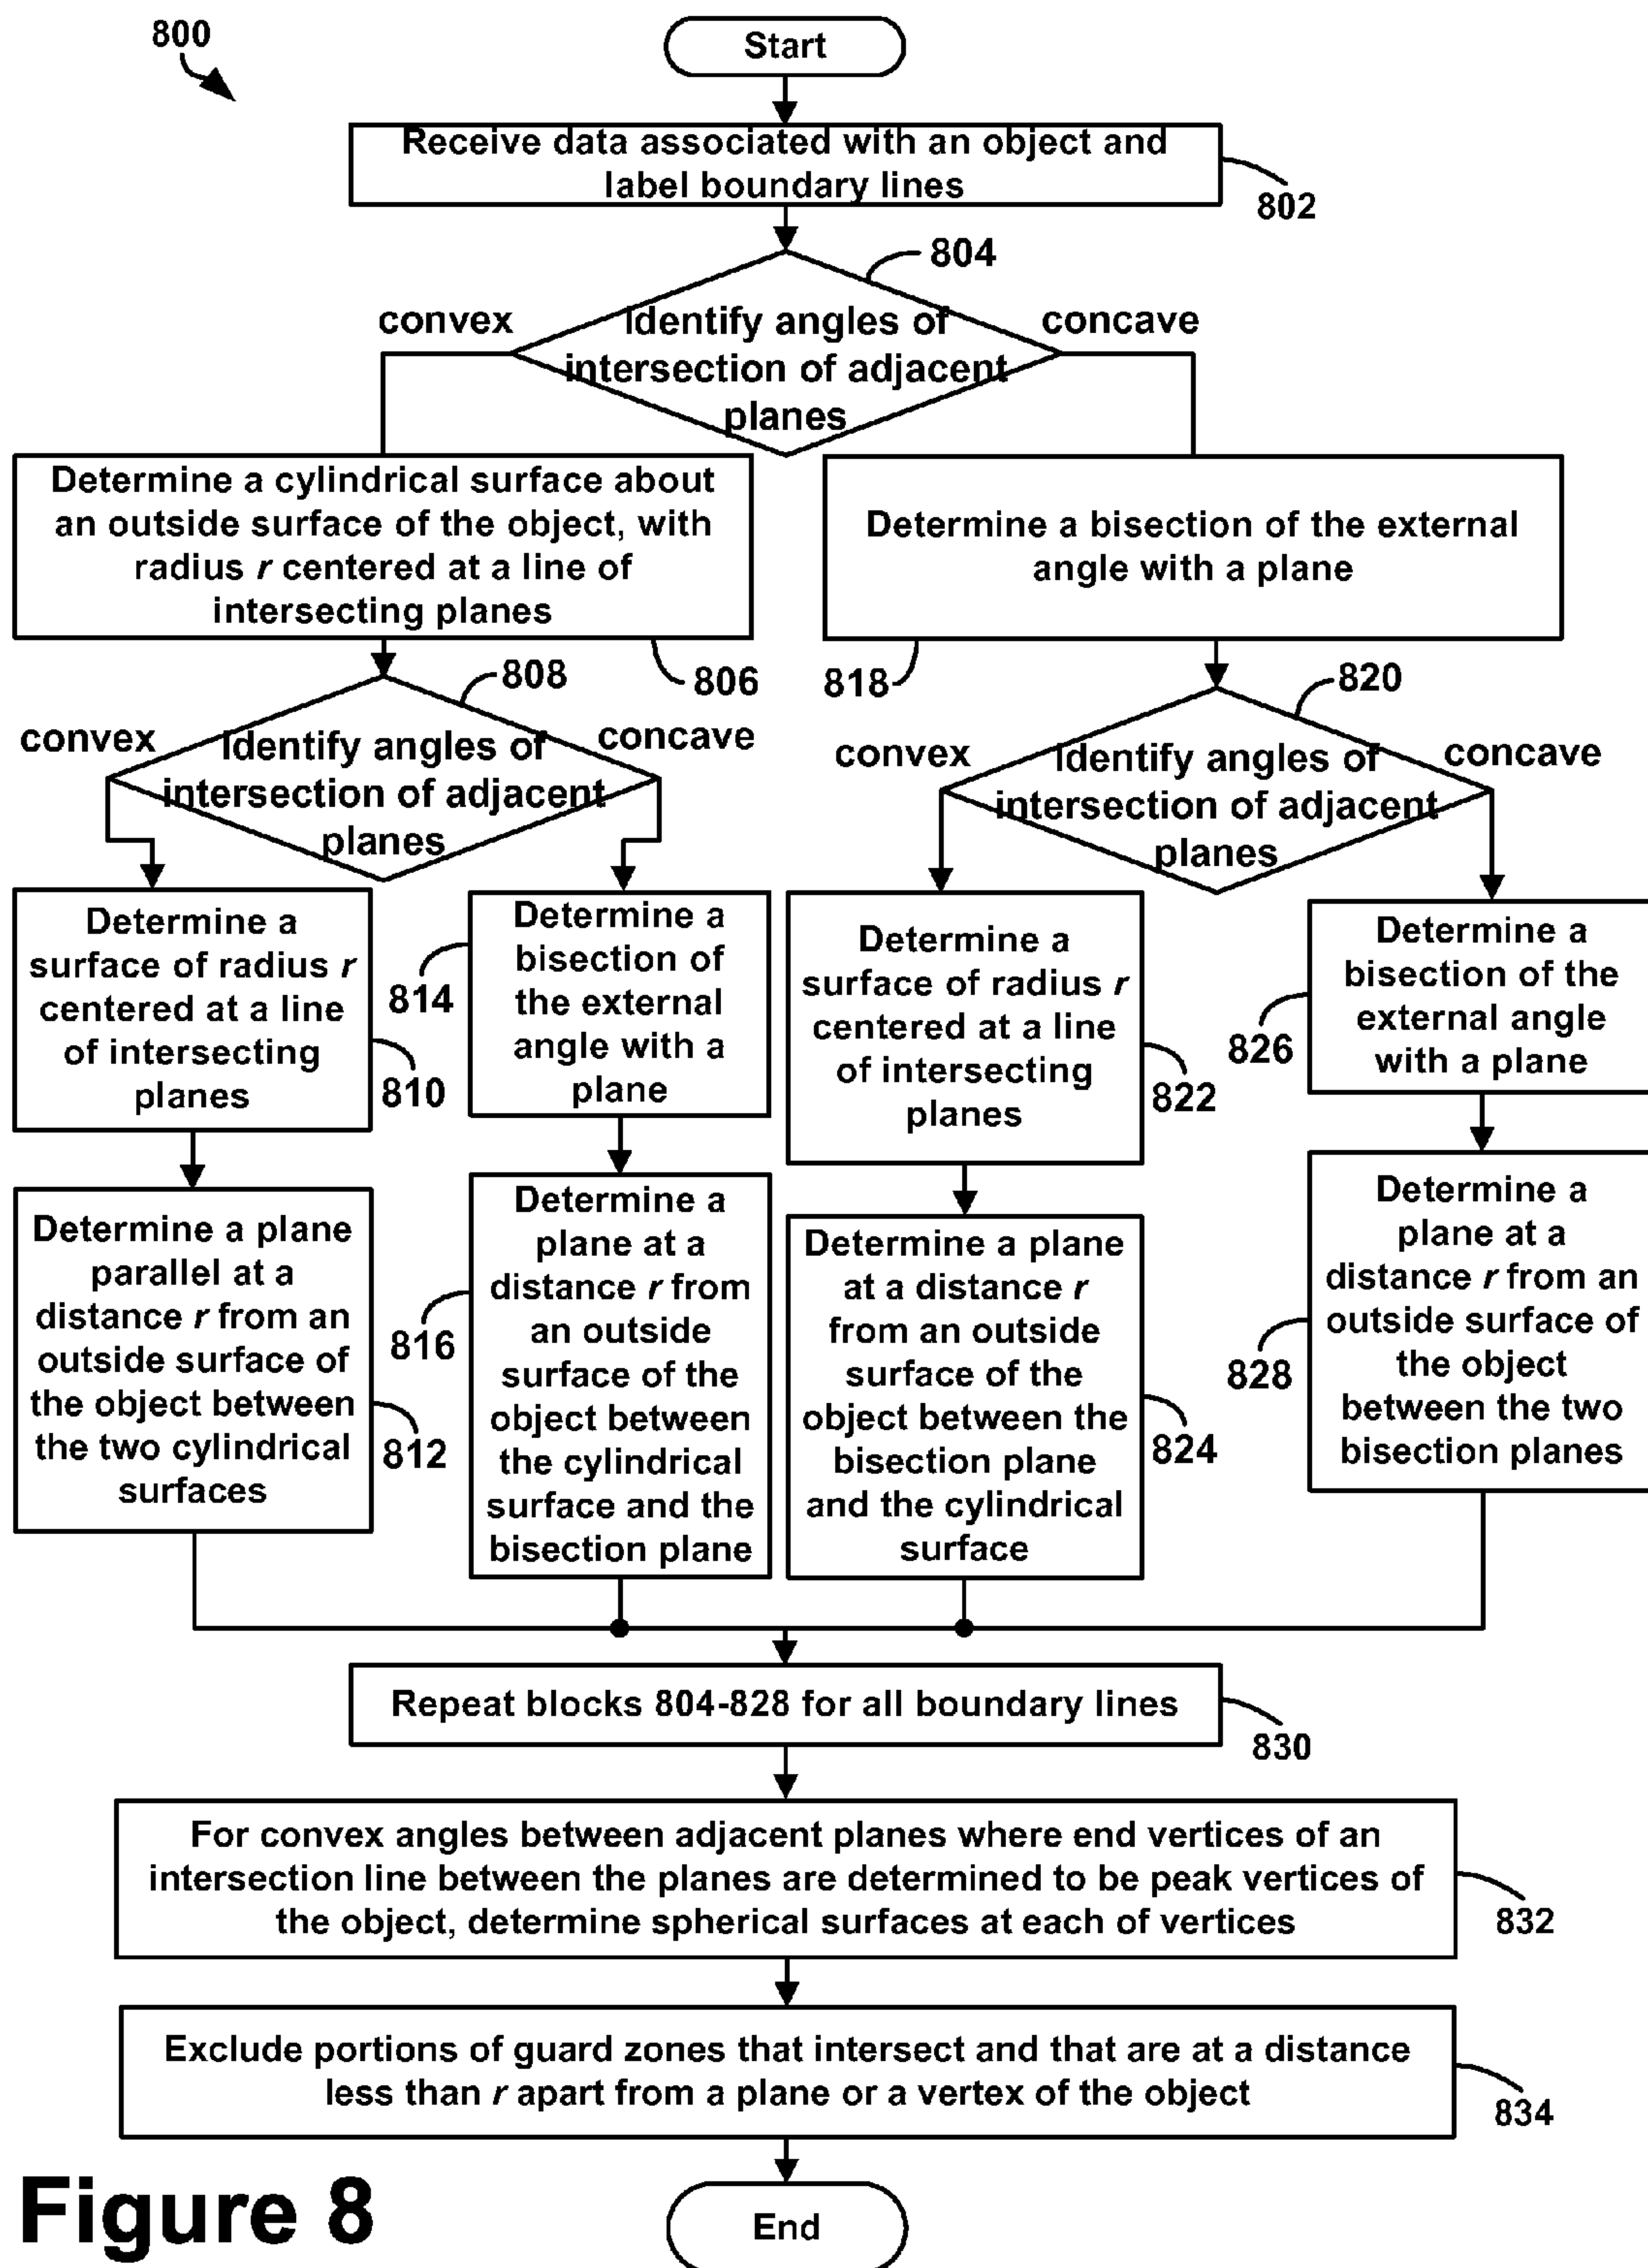 800
Start
Receive data associated with an object and
label boundary lines
802
804
convex
Identify angles of
intersection of adjacent
planes
concave
Determine a cylindrical surface about
an outside surface of the object, with
radius r centered at a line of
intersecting planes
806
Determine a bisection of the external
angle with a plane
818
808
convex
Identify angles of
intersection of adjacent
planes
concave
820
convex
Identify angles of
intersection of adjacent
planes
concave
Determine a
surface of radius r
centered at a line
of intersecting
planes
810
814
Determine a
bisection of
the external
angle with a
plane
Determine a
surface of radius r
centered at a line
of intersecting
planes
822
826
Determine a
bisection of the
external angle
with a plane
Determine a plane
parallel at a
distance r from an
outside surface of
the object between
the two cylindrical
surfaces
812
816
Determine a
plane at a
distance r from
an outside
surface of the
object between
the cylindrical
surface and the
bisection plane
Determine a plane
at a distance r
from an outside
surface of the
object between the
bisection plane
and the cylindrical
surface
824
828
Determine a
plane at a
distance r from an
outside surface of
the object
between the two
bisection planes
Repeat blocks 804-828 for all boundary lines
830
For convex angles between adjacent planes where end vertices of an
intersection line between the planes are determined to be peak vertices of
the object, determine spherical surfaces at each of vertices
832
Exclude portions of guard zones that intersect and that are at a distance
less than r apart from a plane or a vertex of the object
834
End
Figure 8